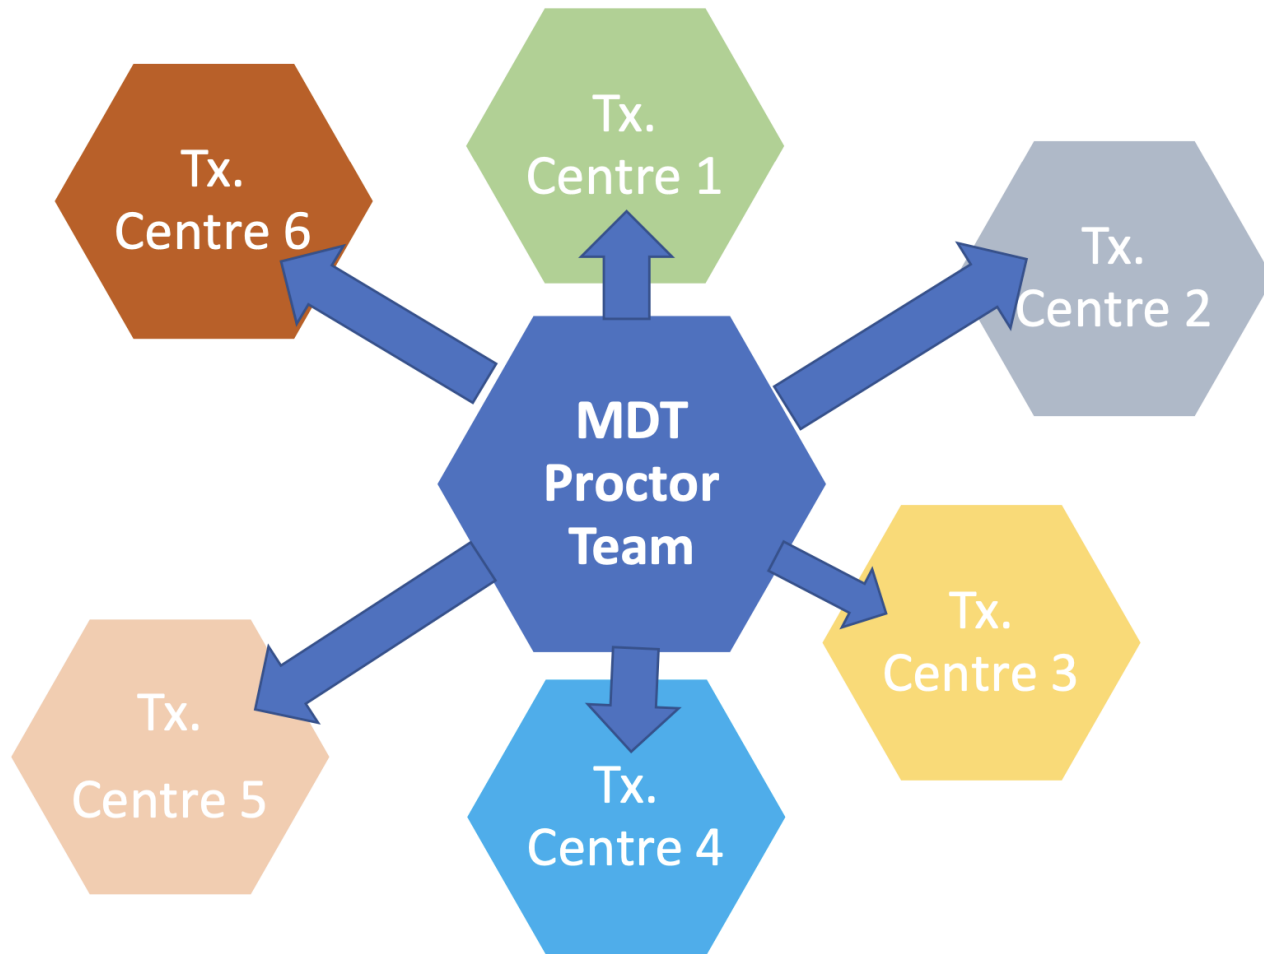 Tx.
Centre 1
Tx.
Centre 2
Tx.
Centre 3
Tx.
Centre 4
Tx.
Centre 5
Tx.
Centre 6
MDT
Proctor
Team